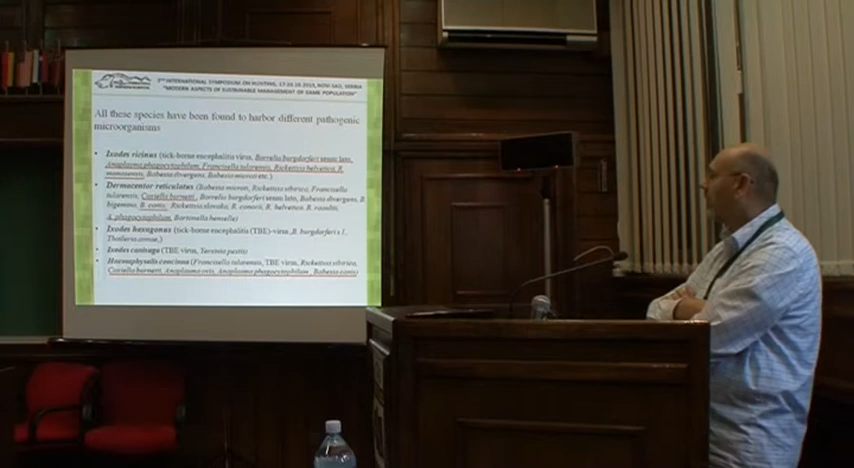 2ND INTERNATIONAL SYMPOSIUM ON HUNTING, 17-20.10.2013, NOVI SAD, SERBIA
"MODERN ASPECTS OF SUSTAINABLE MANAGEMENT OF GAME POPULATION"
All these species have been found to harbor different pathogenic
microorganisms
• Ixodes ricinus (tick-borne encephalitis virus, Borrelia burgdorferi sensu lato,
Anaplasma phagocytophilum, Francisella tularensis, Rickettsia helvetica, R.
monacensis, Babesia divergens, Babesia microti etc.)
• Dermacentor reticulatus (Babesia microti, Rickettsia sibirica, Francisella
tularensis, Coxiella burnetti, Borrelia burgdorferi sensu lato, Babesia divergens, B.
bigemina, B. canis, Rickettsia slovaka, R. conorii, R. helvetica, R. raoultii,
A. phagocytophilum, Bartonella henselae)
• Ixodes hexagonus (tick-borne encephalitis (TBE)-virus, B. burgdorferi s.l.,
Theileria annae,)
• Ixodes canisuga (TBE virus, Yersinia pestis)
• Haemaphysalis concinna (Francisella tularensis, TBE virus, Rickettsia sibirica,
Coxiella burnetti, Anaplasma ovis, Anaplasma phagocytophilum, Babesia canis)